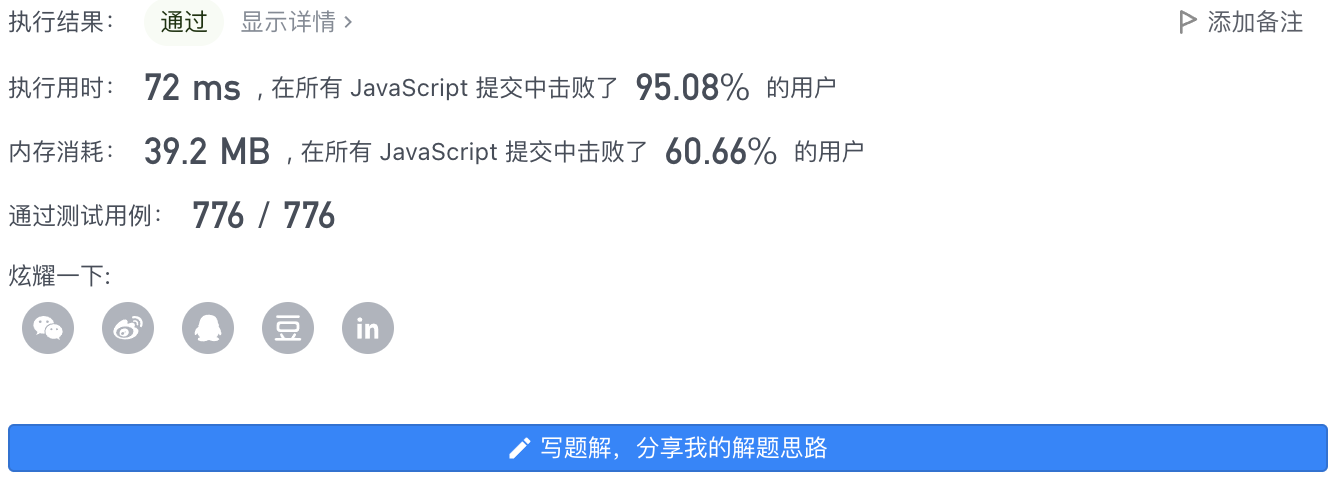 执行结果： 通过 显示详情 › 添加备注
执行用时： 72 ms , 在所有 JavaScript 提交中击败了 95.08% 的用户
内存消耗： 39.2 MB , 在所有 JavaScript 提交中击败了 60.66% 的用户
通过测试用例： 776 / 776
炫耀一下:
豆 in
写题解，分享我的解题思路